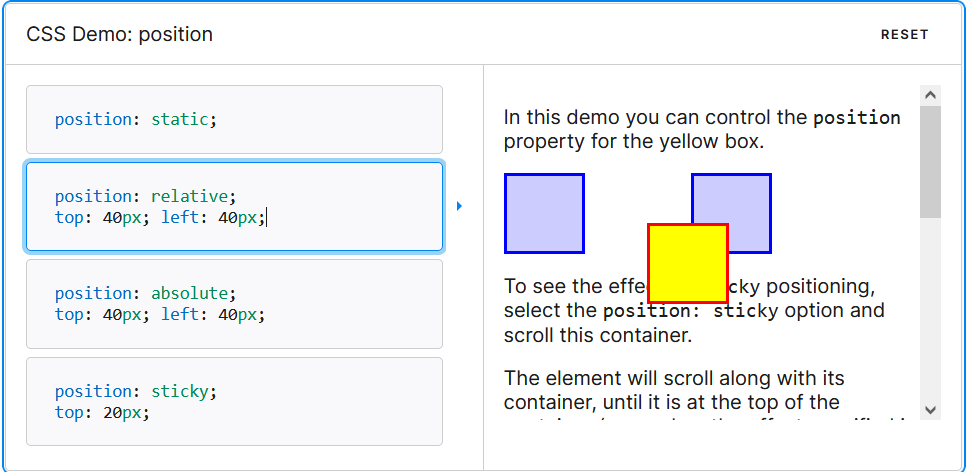 CSS Demo: position
RESET
position: static;
position: relative;
top: 40px; left: 40px;
position: absolute;
top: 40px; left: 40px;
position: sticky;
top: 20px;
In this demo you can control the position
property for the yellow box.
To see the effe cky positioning,
select the position: sticky option and
scroll this container.
The element will scroll along with its
container, until it is at the top of the